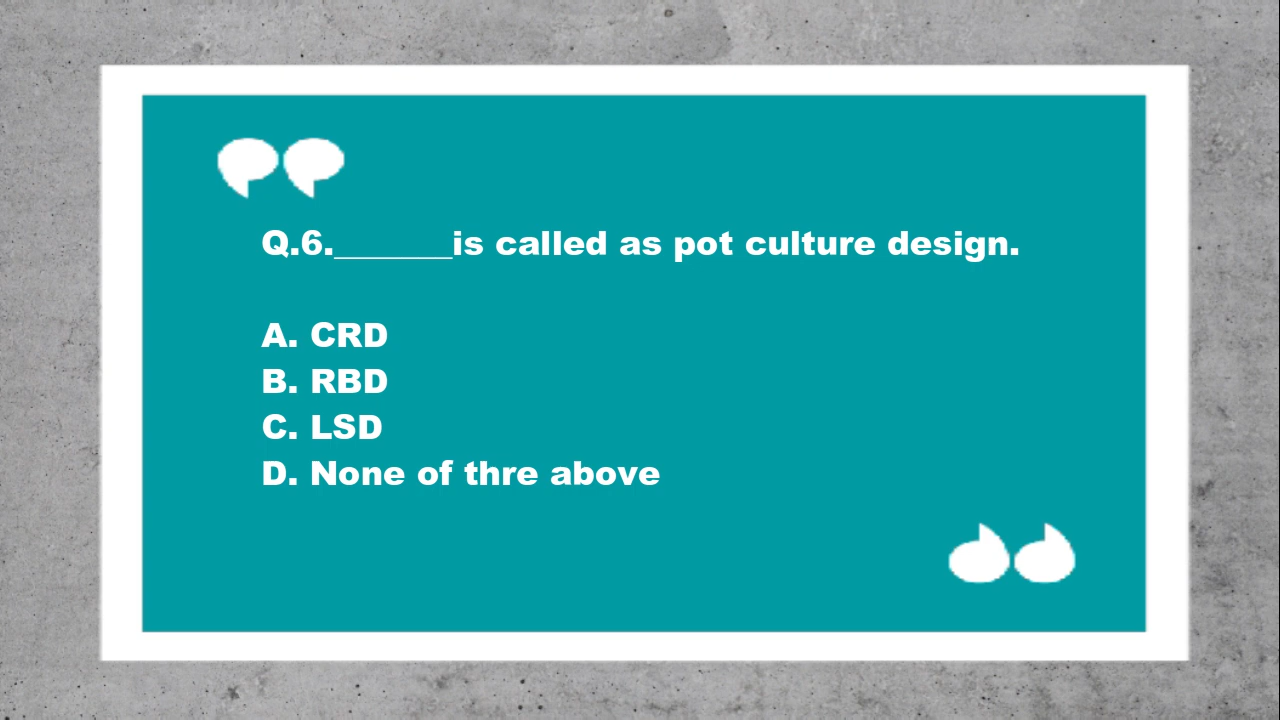 Q.6._______is called as pot culture design.
A. CRD
B. RBD
C. LSD
D. None of thre above